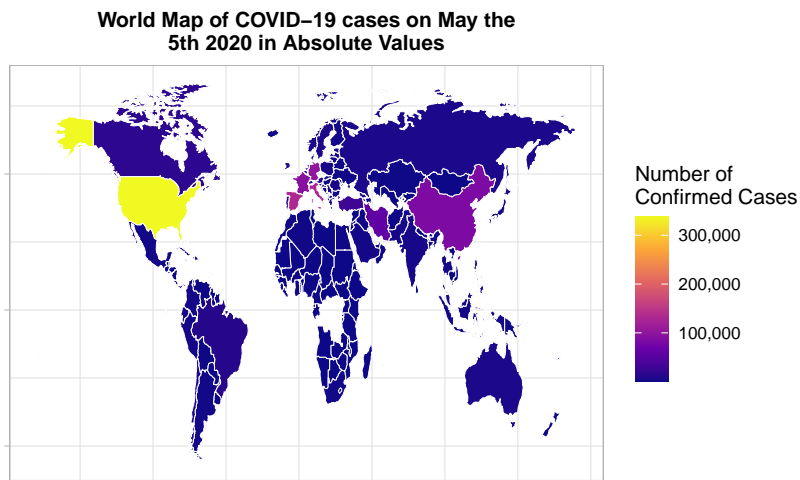 World Map of COVID–19 cases on May the
5th 2020 in Absolute Values
Number of
Confirmed Cases
300,000
200,000
100,000